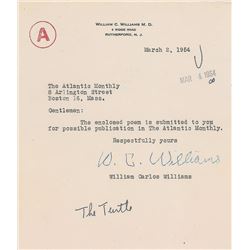 WILLIAM C. WILLIAMS M. D.
9 RIDGE ROAD
RUTHERFORD, N. J.
A
March 2, 1954
MAR 4 1954
The Atlantic Monthly
8 Arlington Street
Boston 16, Mass.
Gentlemen:
The enclosed poem is submitted to you
for possible publication in The Atlantic Monthly.
Respectfully yours
W. C. Williams
William Carlos Williams
The Turtle